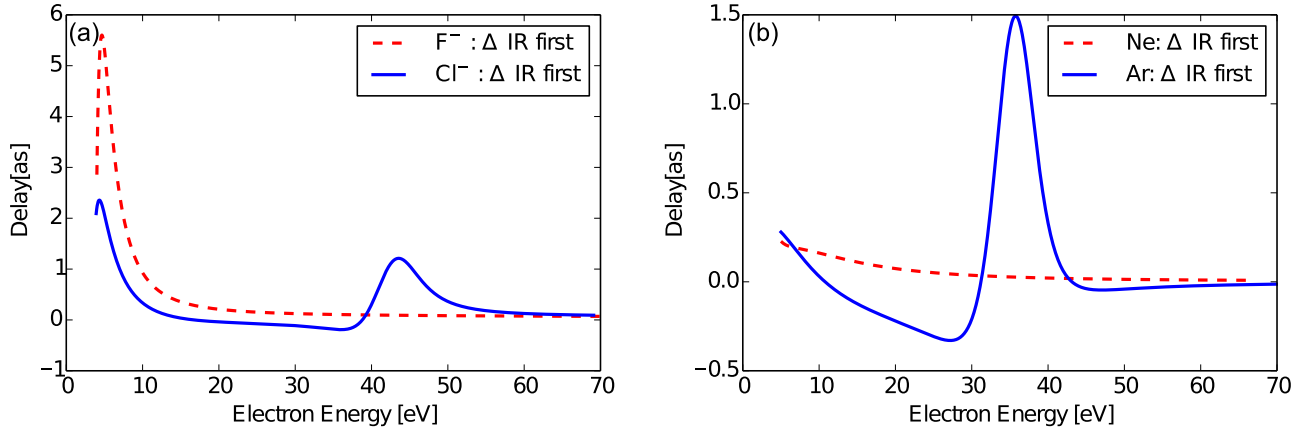 (a)
F⁻ : Δ IR first
Cl⁻ : Δ IR first
Delay[as]
6
5
4
3
2
1
0
−1
0 10 20 30 40 50 60 70
Electron Energy [eV]
(b)
Ne: Δ IR first
Ar: Δ IR first
Delay[as]
1.5
1.0
0.5
0.0
−0.5
0 10 20 30 40 50 60 70
Electron Energy [eV]